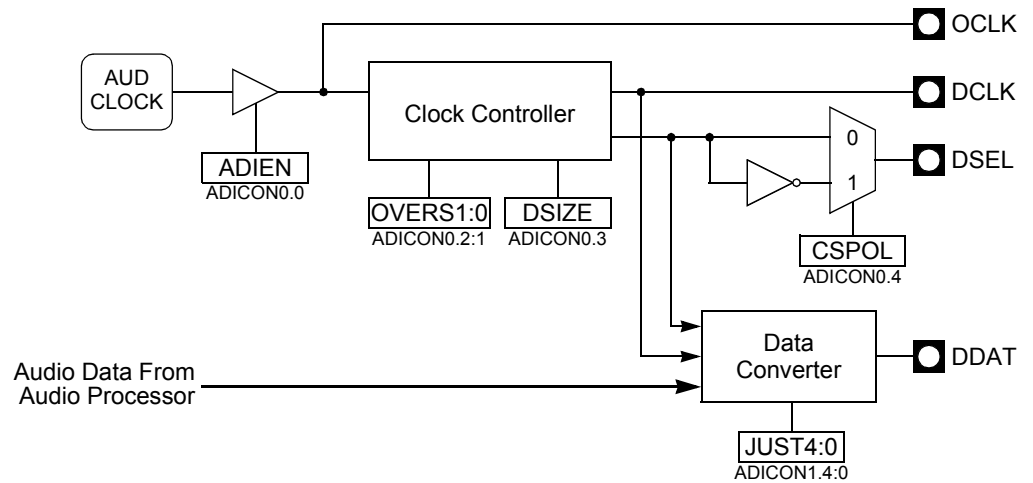 OCLK
AUD
CLOCK
DCLK
Clock Controller
0
DSEL
1
ADIEN
ADICON0.0
OVERS1:0
ADICON0.2:1
DSIZE
ADICON0.3
CSPOL
ADICON0.4
Data
Converter
DDAT
Audio Data From
Audio Processor
JUST4:0
ADICON1.4:0